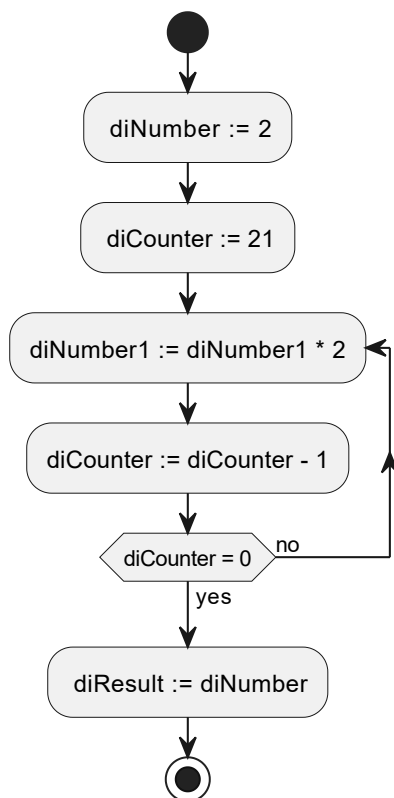 diNumber := 2
diCounter := 21
diNumber1 := diNumber1 * 2
diCounter := diCounter - 1
diCounter = 0
no
yes
diResult := diNumber